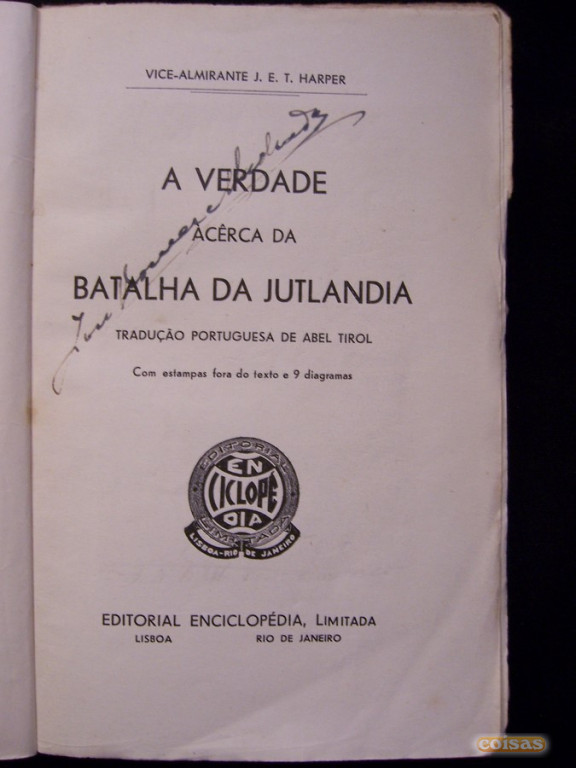 VICE-ALMIRANTE J. E. T. HARPER
A VERDADE
ACÊRCA DA
BATALHA DA JUTLANDIA
TRADUÇÃO PORTUGUESA DE ABEL TIROL
Com estampas fora do texto e 9 diagramas
EDITORIAL
EN
CICLOPÉ
DIA
LIMITADA
LISBOA-RIO DE JANEIRO
EDITORIAL ENCICLOPÉDIA, LIMITADA
LISBOA RIO DE JANEIRO
coisas